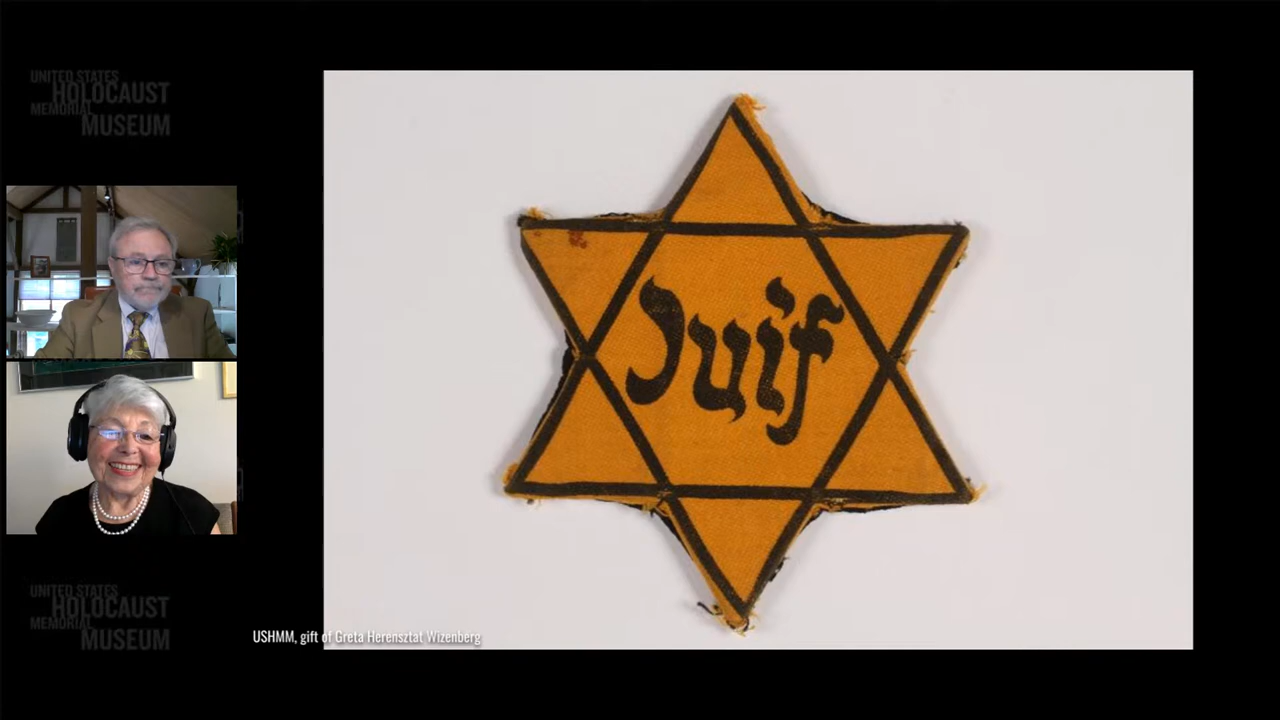 UNITED STATES
HOLOCAUST
MEMORIAL
MUSEUM
Juif
UNITED STATES
HOLOCAUST
MEMORIAL
MUSEUM
USHMM, gift of Greta Herensztat Wizenberg